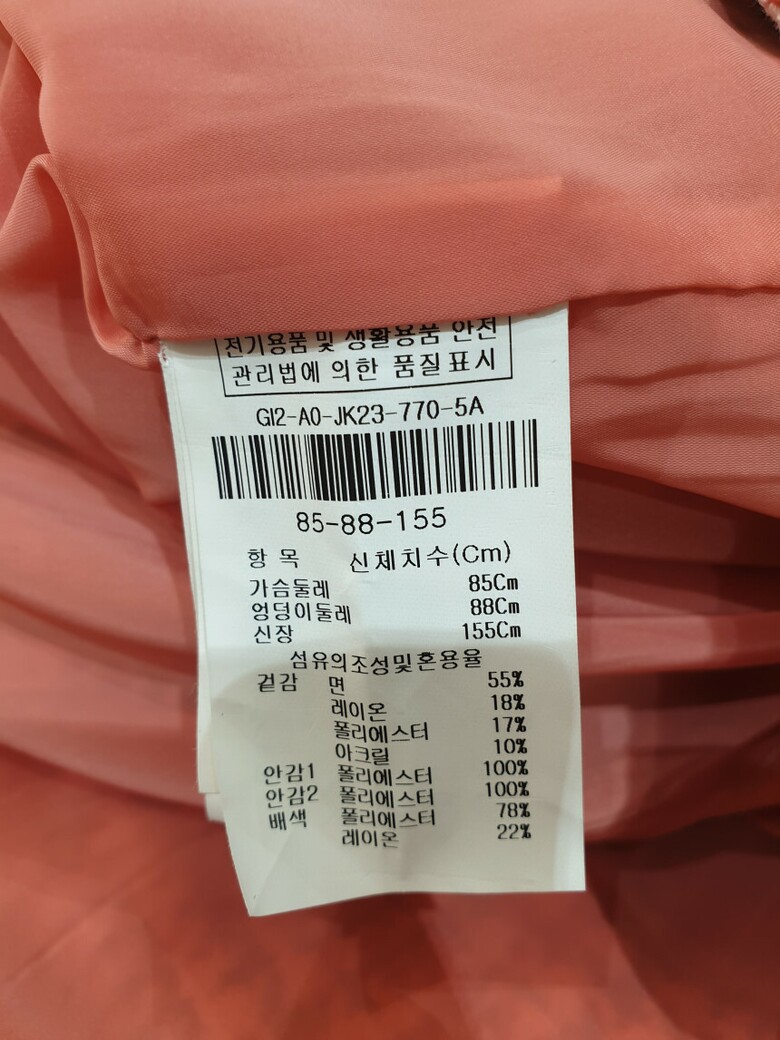 전기용품 및 생활용품 안전
관리법에 의한 품질표시
GI2-A0-JK23-770-5A
85-88-155
항 목 신체치수(Cm)
가슴둘레 85Cm
엉덩이둘레 88Cm
신장 155Cm
섬유의조성및혼용율
겉감 면 55%
레이온 18%
폴리에스터 17%
아크릴 10%
안감1 폴리에스터 100%
안감2 폴리에스터 100%
배색 폴리에스터 78%
레이온 22%